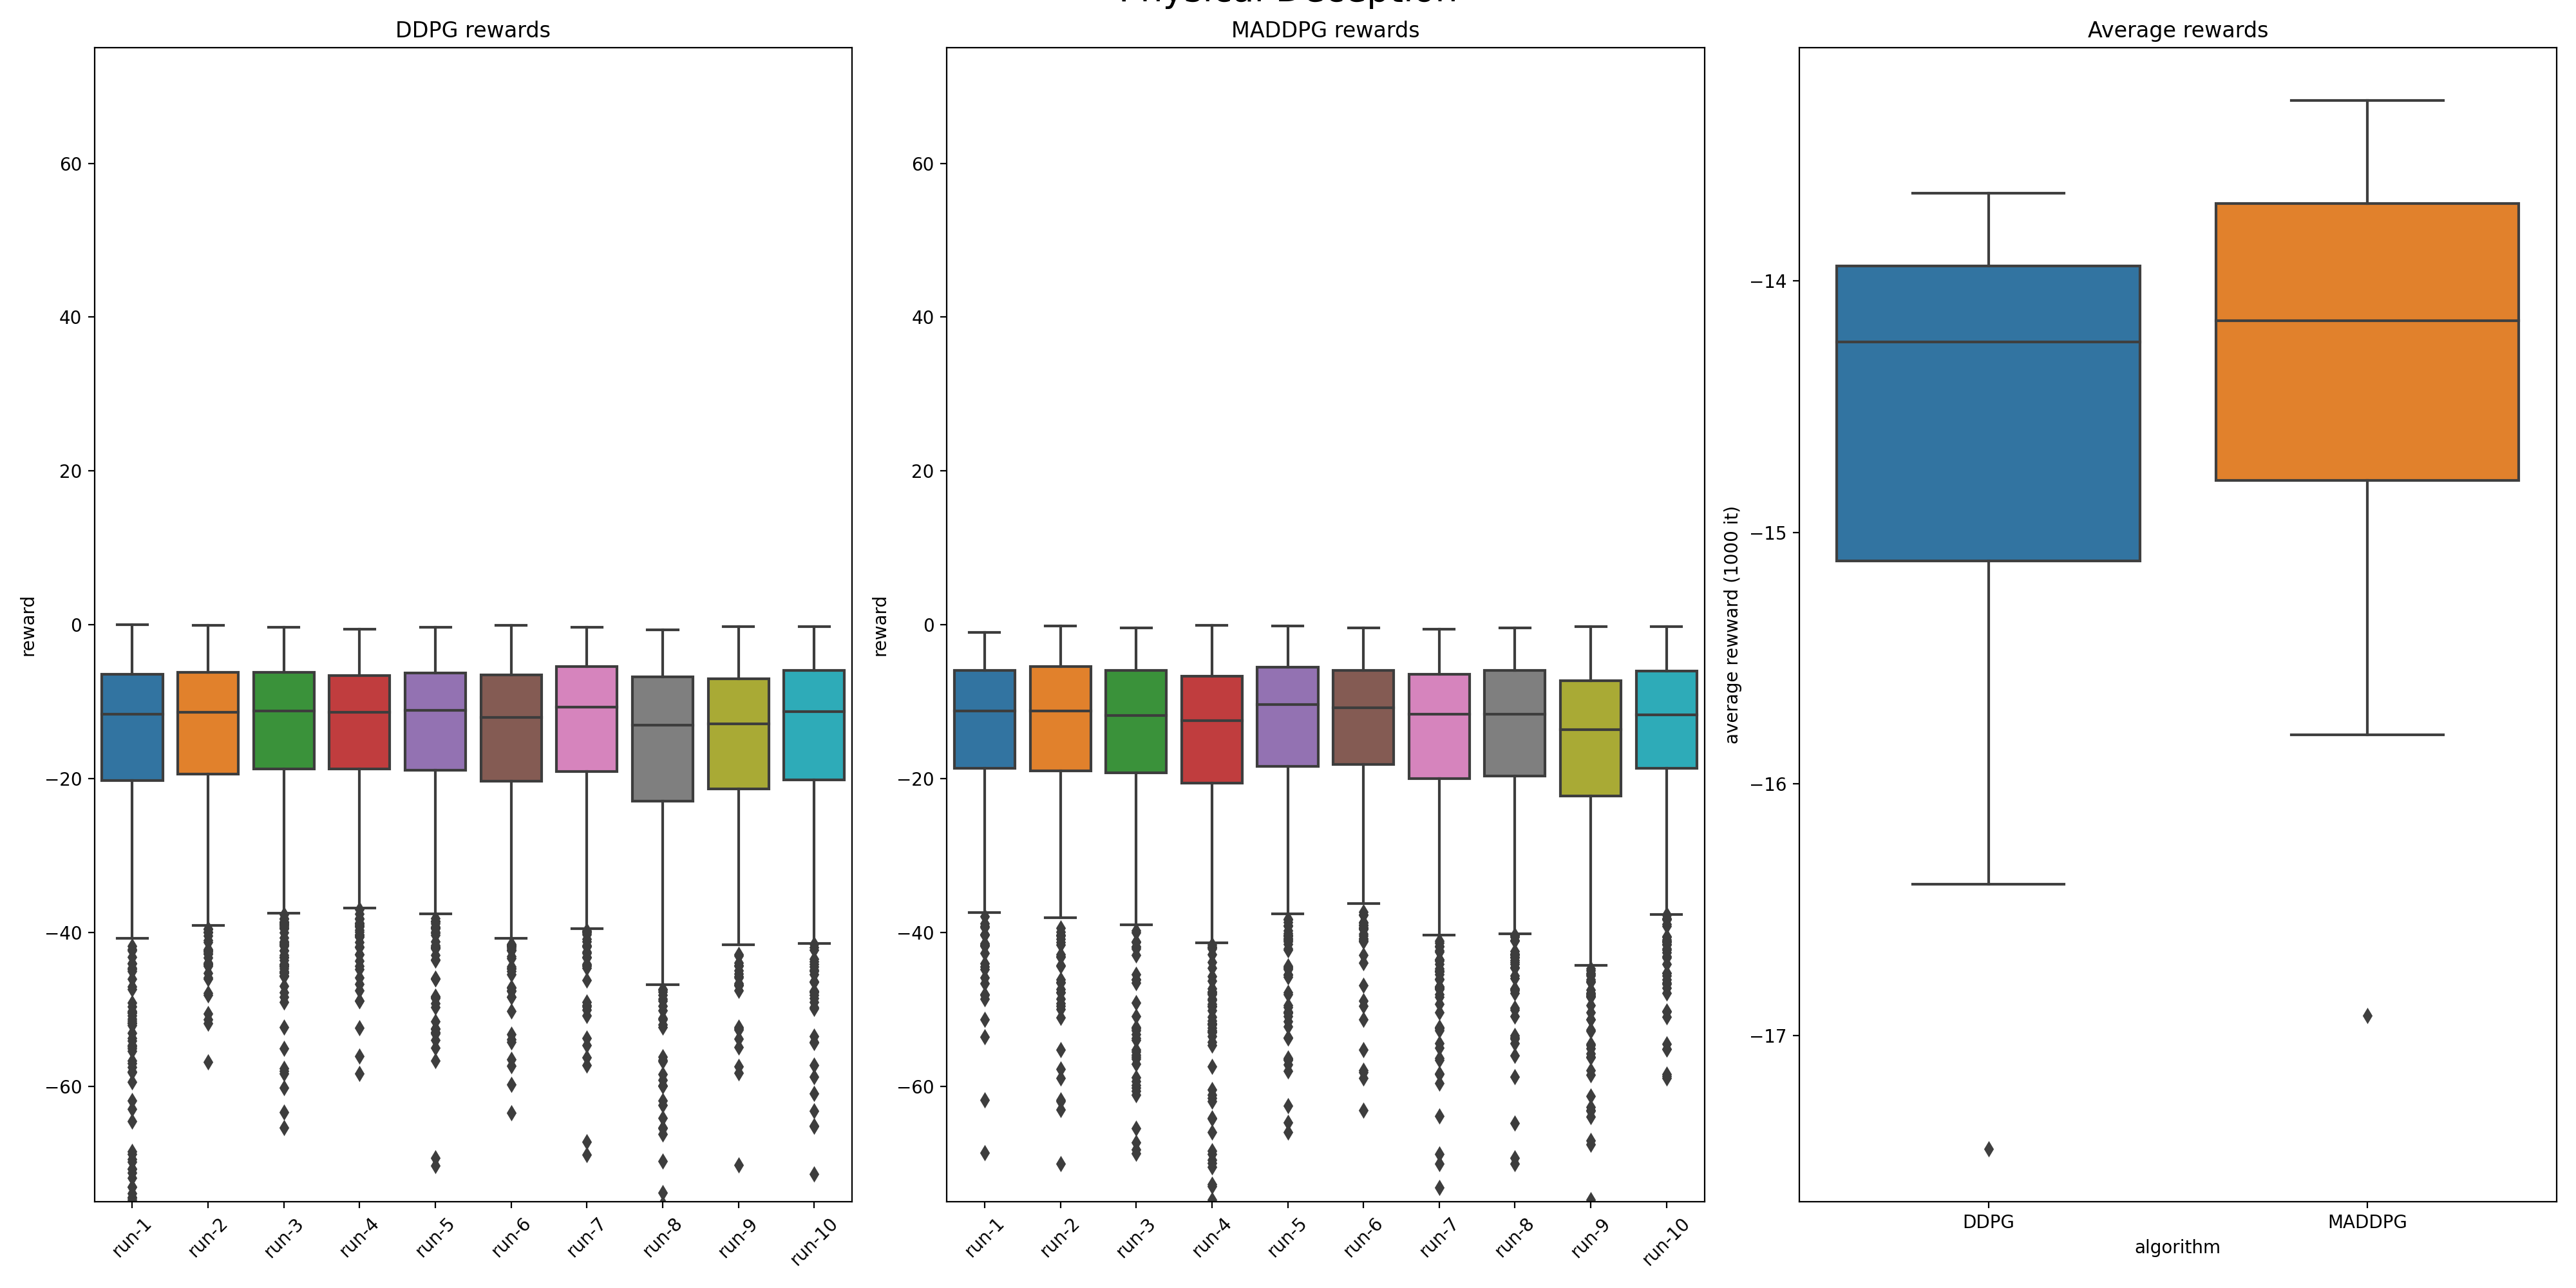 Physical Deception
DDPG rewards
MADDPG rewards
Average rewards
reward
60
40
20
0
−20
−40
−60
run-1 run-2 run-3 run-4 run-5 run-6 run-7 run-8 run-9 run-10
reward
60
40
20
0
−20
−40
−60
run-1 run-2 run-3 run-4 run-5 run-6 run-7 run-8 run-9 run-10
average rewward (1000 it)
−14
−15
−16
−17
DDPG MADDPG
algorithm